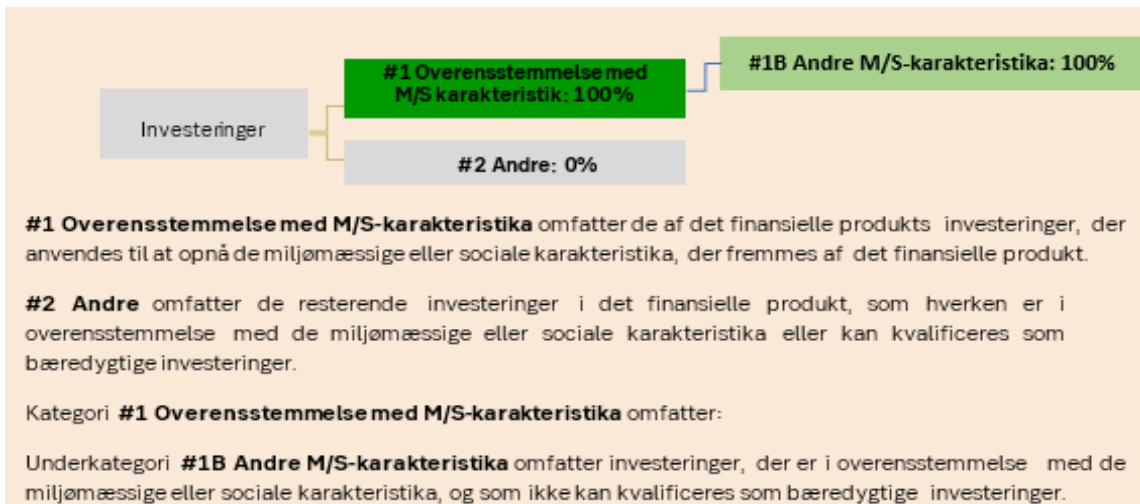 #1 Overensstemmelse med
M/S karakteristik: 100%
#1B Andre M/S-karakteristika: 100%
Investeringer
#2 Andre: 0%
#1 Overensstemmelse med M/S-karakteristika omfatter de af det finansielle produkts investeringer, der
anvendes til at opnå de miljømæssige eller sociale karakteristika, der fremmes af det finansielle produkt.
#2 Andre omfatter de resterende investeringer i det finansielle produkt, som hverken er i
overensstemmelse med de miljømæssige eller sociale karakteristika eller kan kvalificeres som
bæredygtige investeringer.
Kategori #1 Overensstemmelse med M/S-karakteristika omfatter:
Underkategori #1B Andre M/S-karakteristika omfatter investeringer, der er i overensstemmelse med de
miljømæssige eller sociale karakteristika, og som ikke kan kvalificeres som bæredygtige investeringer.